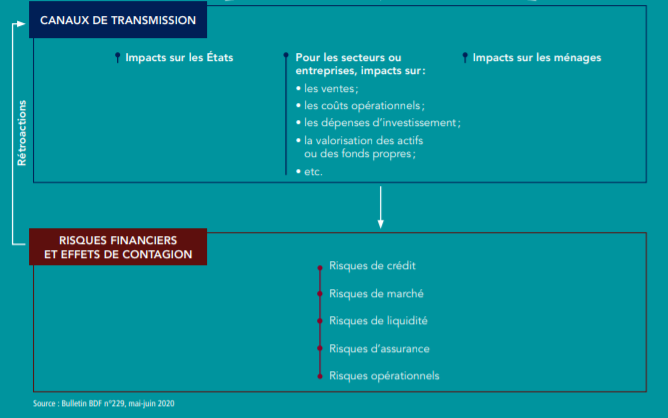 CANAUX DE TRANSMISSION
Impacts sur les États
Pour les secteurs ou
entreprises, impacts sur :
• les ventes ;
• les coûts opérationnels ;
• les dépenses d'investissement ;
• la valorisation des actifs
ou des fonds propres ;
• etc.
Impacts sur les ménages
Rétroactions
RISQUES FINANCIERS
ET EFFETS DE CONTAGION
Risques de crédit
Risques de marché
Risques de liquidité
Risques d'assurance
Risques opérationnels
Source : Bulletin BDF n°229, mai-juin 2020